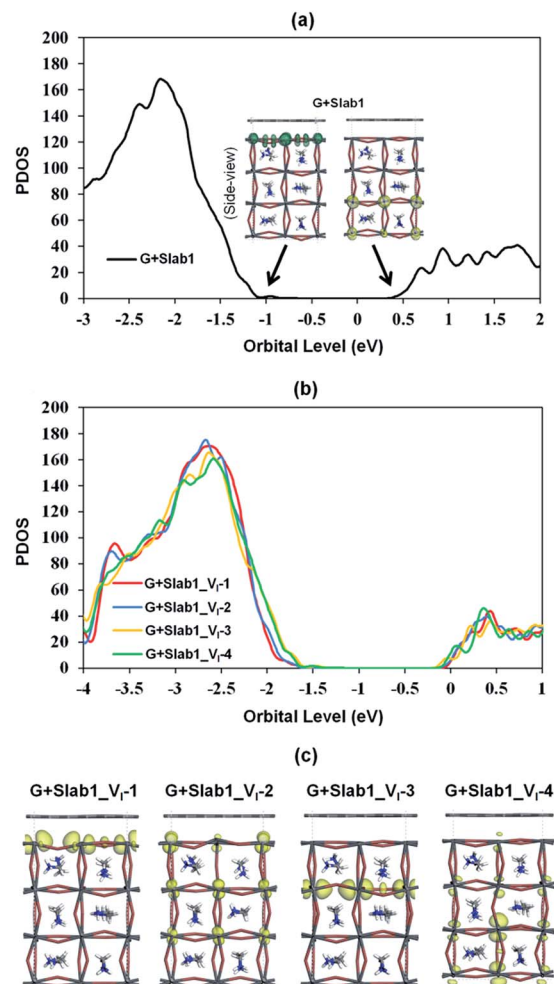 (a)
200
180
160
140
120
100
80
60
40
20
0
PDOS
G+Slab1
(Side-view)
G+Slab1
-3
-2.5
-2
-1.5
-1
-0.5
0
0.5
1
1.5
2
Orbital Level (eV)
(b)
200
180
160
140
120
100
80
60
40
20
0
PDOS
G+Slab1_VI-1
G+Slab1_VI-2
G+Slab1_VI-3
G+Slab1_VI-4
-4
-3.5
-3
-2.5
-2
-1.5
-1
-0.5
0
0.5
1
Orbital Level (eV)
(c)
G+Slab1_VI-1 G+Slab1_VI-2 G+Slab1_VI-3 G+Slab1_VI-4